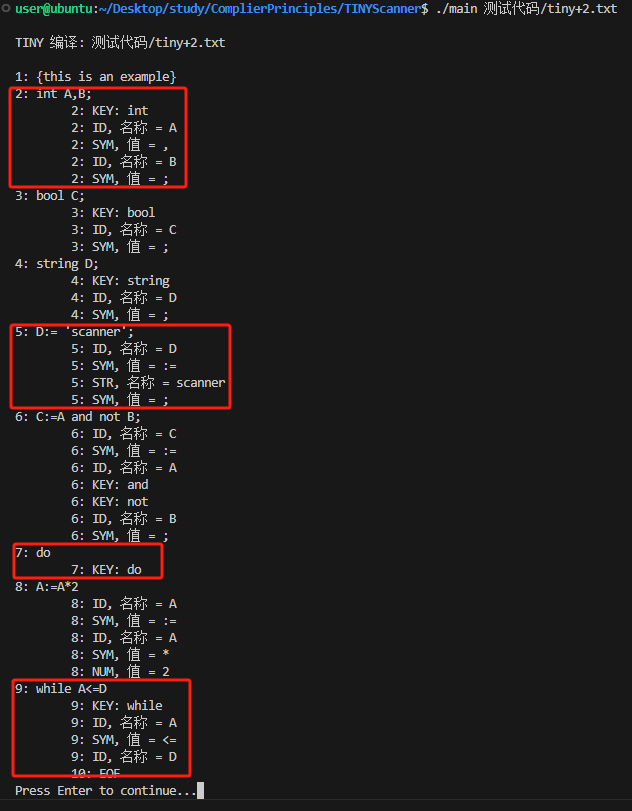 user@ubuntu:~/Desktop/study/ComplierPrinciples/TINYScanner$ ./main 测试代码/tiny+2.txt
TINY 编译: 测试代码/tiny+2.txt
1: {this is an example}
2: int A,B;
2: KEY: int
2: ID, 名称 = A
2: SYM, 值 = ,
2: ID, 名称 = B
2: SYM, 值 = ;
3: bool C;
3: KEY: bool
3: ID, 名称 = C
3: SYM, 值 = ;
4: string D;
4: KEY: string
4: ID, 名称 = D
4: SYM, 值 = ;
5: D:= 'scanner';
5: ID, 名称 = D
5: SYM, 值 = :=
5: STR, 名称 = scanner
5: SYM, 值 = ;
6: C:=A and not B;
6: ID, 名称 = C
6: SYM, 值 = :=
6: ID, 名称 = A
6: KEY: and
6: KEY: not
6: ID, 名称 = B
6: SYM, 值 = ;
7: do
7: KEY: do
8: A:=A*2
8: ID, 名称 = A
8: SYM, 值 = :=
8: ID, 名称 = A
8: SYM, 值 = *
8: NUM, 值 = 2
9: while A<=D
9: KEY: while
9: ID, 名称 = A
9: SYM, 值 = <=
9: ID, 名称 = D
10: EOF
Press Enter to continue...